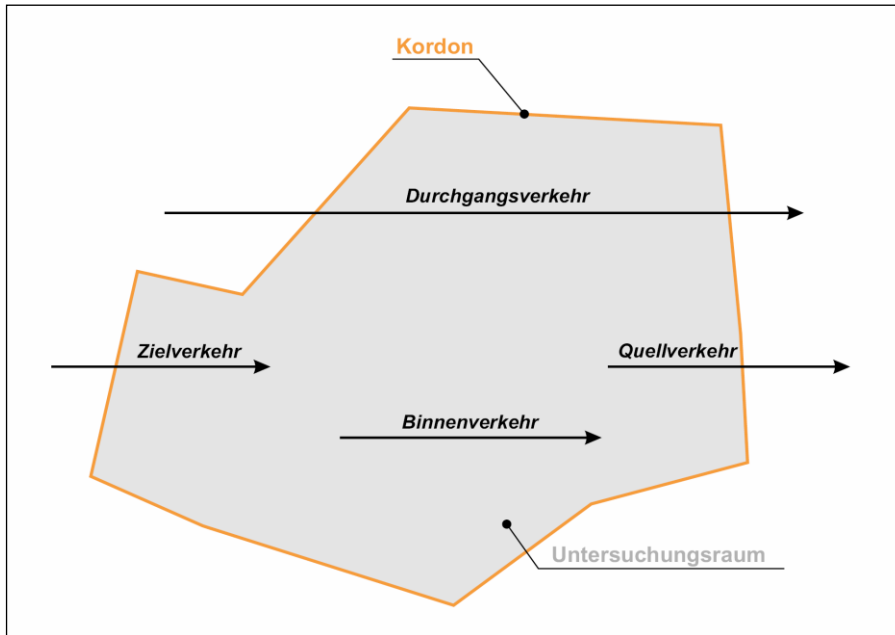 Kordon
Durchgangsverkehr
Zielverkehr
Quellverkehr
Binnenverkehr
Untersuchungsraum